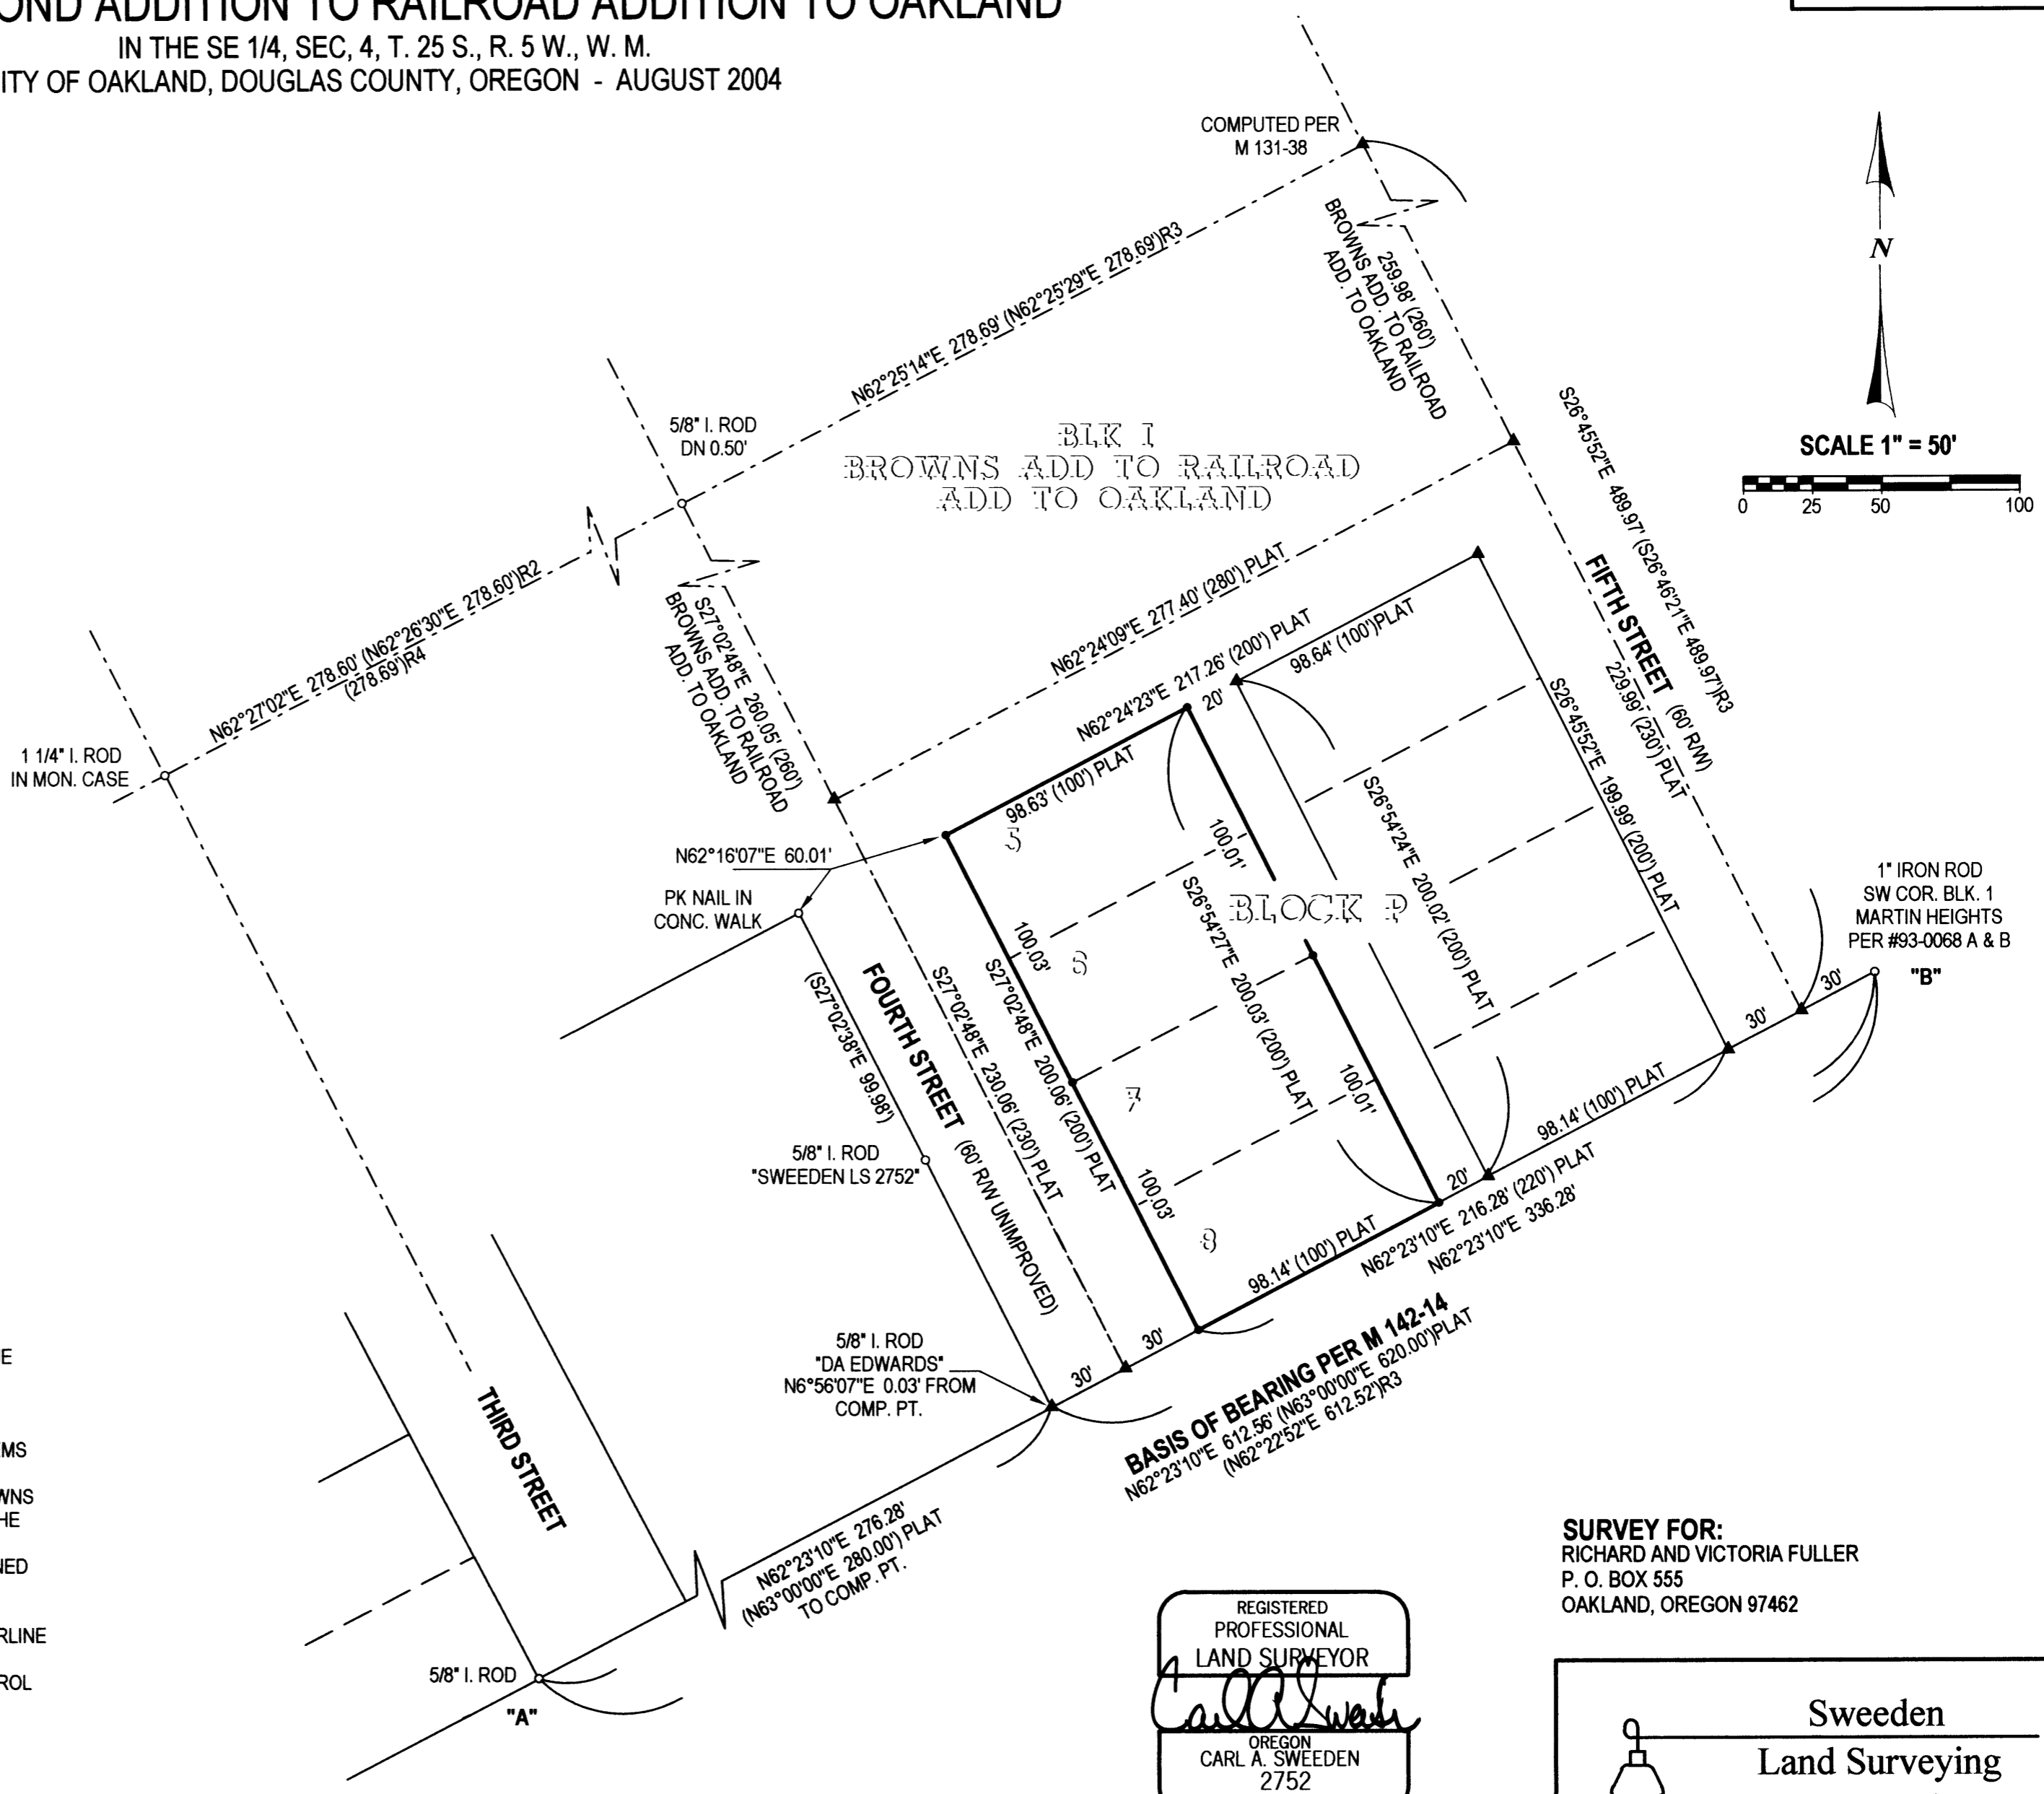 OND ADDITION TO RAILROAD ADDITION TO OAKLAND
IN THE SE 1/4, SEC, 4, T. 25 S., R. 5 W., W. M.
ITY OF OAKLAND, DOUGLAS COUNTY, OREGON - AUGUST 2004
COMPUTED PER
M 131-38
N
SCALE 1" = 50'
0 25 50 100
259.98' (260')
BROWNS ADD. TO RAILROAD
ADD. TO OAKLAND
N62°25'14"E 278.69' (N62°25'29"E 278.69')R3
5/8" I. ROD
DN 0.50'
BLK 1
BROWNS ADD TO RAILROAD
ADD TO OAKLAND
S26°45'52"E 489.97' (S26°46'21"E 489.97')R3
FIFTH STREET (60' R/W)
229.99' (230') PLAT
N62°27'02"E 278.60' (N62°26'30"E 278.60')R2
(278.69')R4
1 1/4" I. ROD
IN MON. CASE
S27°02'48"E 260.05' (260')
BROWNS ADD. TO RAILROAD
ADD. TO OAKLAND
N62°24'09"E 277.40' (280') PLAT
N62°24'23"E 217.26' (200') PLAT
98.64' (100')PLAT
20'
98.63' (100') PLAT
5
N62°16'07"E 60.01'
PK NAIL IN
CONC. WALK
100.01'
S26°54'24"E 200.02' (200') PLAT
S26°45'52"E 199.99' (200') PLAT
BLOCK P
1" IRON ROD
SW COR. BLK. 1
MARTIN HEIGHTS
PER #93-0068 A & B
"B"
30'
30'
100.03'
6
S26°54'27"E 200.03' (200') PLAT
FOURTH STREET (60' R/W UNIMPROVED)
(S27°02'38"E 99.98')
S27°02'48"E 230.06' (230') PLAT
S27°02'48"E 200.06' (200') PLAT
7
100.01'
100.03'
8
5/8" I. ROD
"SWEEDEN LS 2752"
98.14' (100') PLAT
20'
98.14' (100') PLAT
N62°23'10"E 216.28' (220') PLAT
N62°23'10"E 336.28'
5/8" I. ROD
"DA EDWARDS"
N6°56'07"E 0.03' FROM
COMP. PT.
30'
30'
BASIS OF BEARING PER M 142-14
N62°23'10"E 612.56' (N63°00'00"E 620.00')PLAT
(N62°22'52"E 612.52')R3
THIRD STREET
N62°23'10"E 276.28'
(N63°00'00"E 280.00') PLAT
TO COMP. PT.
5/8" I. ROD
"A"
E
MS
WNS
HE
NED
RLINE
ROL
SURVEY FOR:
RICHARD AND VICTORIA FULLER
P. O. BOX 555
OAKLAND, OREGON 97462
REGISTERED
PROFESSIONAL
LAND SURVEYOR
Carl A Sweeden
OREGON
CARL A. SWEEDEN
2752
Sweeden
Land Surveying